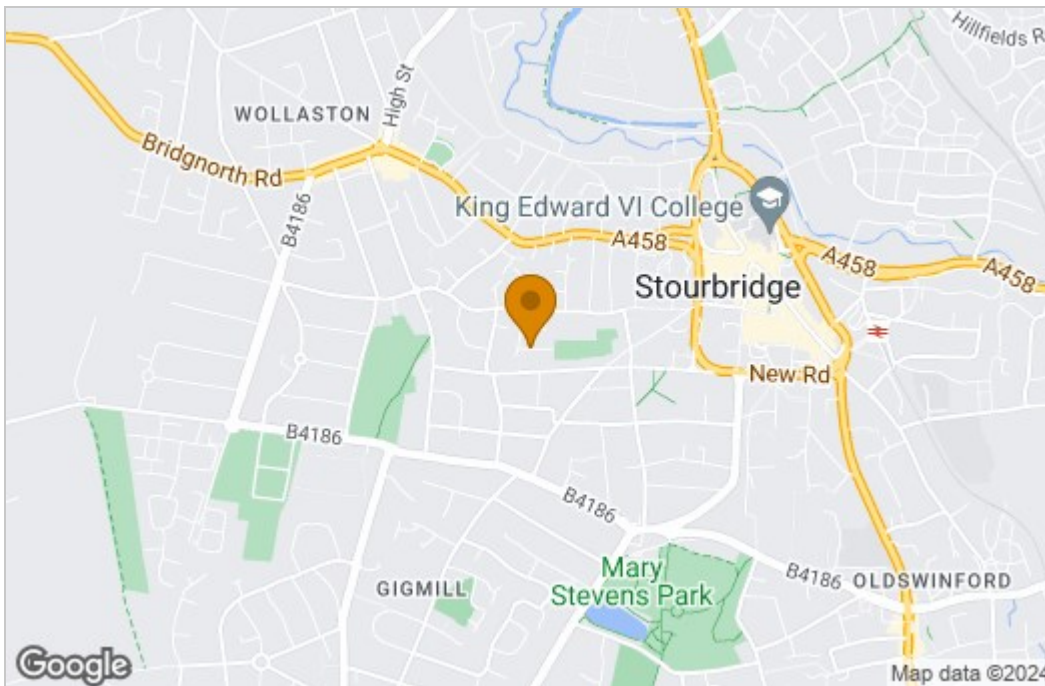 Hillfields R
WOLLASTON
High St
Bridgnorth Rd
B4186
King Edward VI College
A458
A458
A458
Stourbridge
New Rd
B4186
B4186
B4186
OLDSWINFORD
GIGMILL
Mary
Stevens Park
Google
Map data ©2024